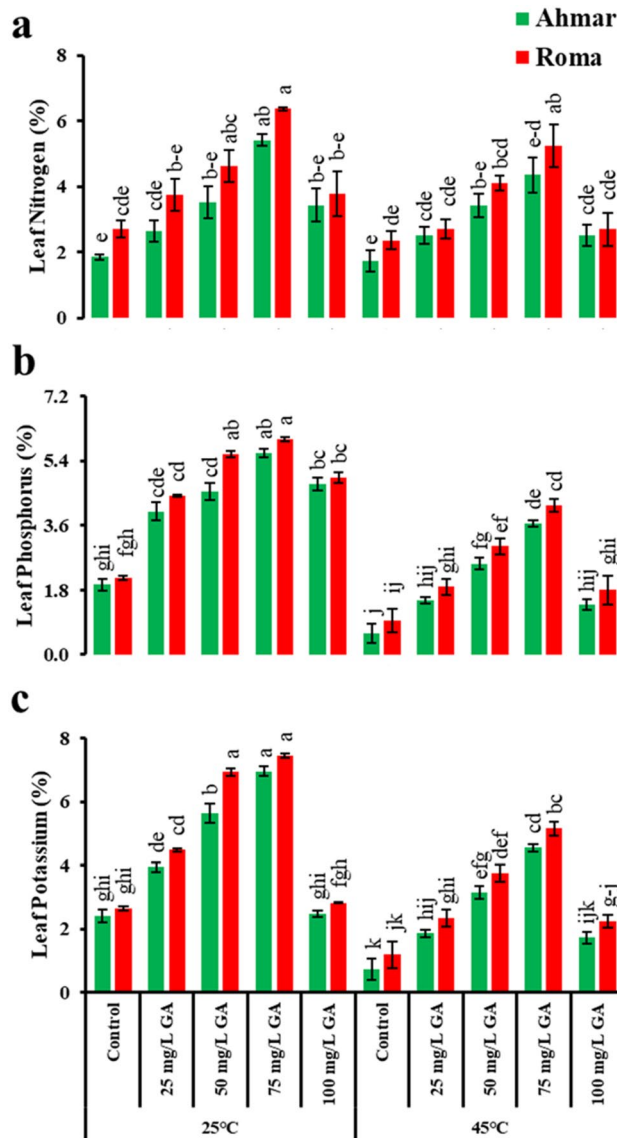 a
Ahmar
Roma
Leaf Nitrogen (%)
8
6
4
2
0
e cde cde b-e b-e abc ab a b-e b-e e de cde cde b-e bcd e-d ab cde cde
b
Leaf Phosphorus (%)
7.2
5.4
3.6
1.8
0.0
ghi fgh cde cd cd ab ab a bc bc j ij hij ghi fg ef de cd hij ghi
c
Leaf Potassium (%)
8
6
4
2
0
ghi ghi de cd b a a a ghi fgh k jk hij ghi efg def cd bc ijk g-j
Control 25 mg/L GA 50 mg/L GA 75 mg/L GA 100 mg/L GA Control 25 mg/L GA 50 mg/L GA 75 mg/L GA 100 mg/L GA
25°C 45°C